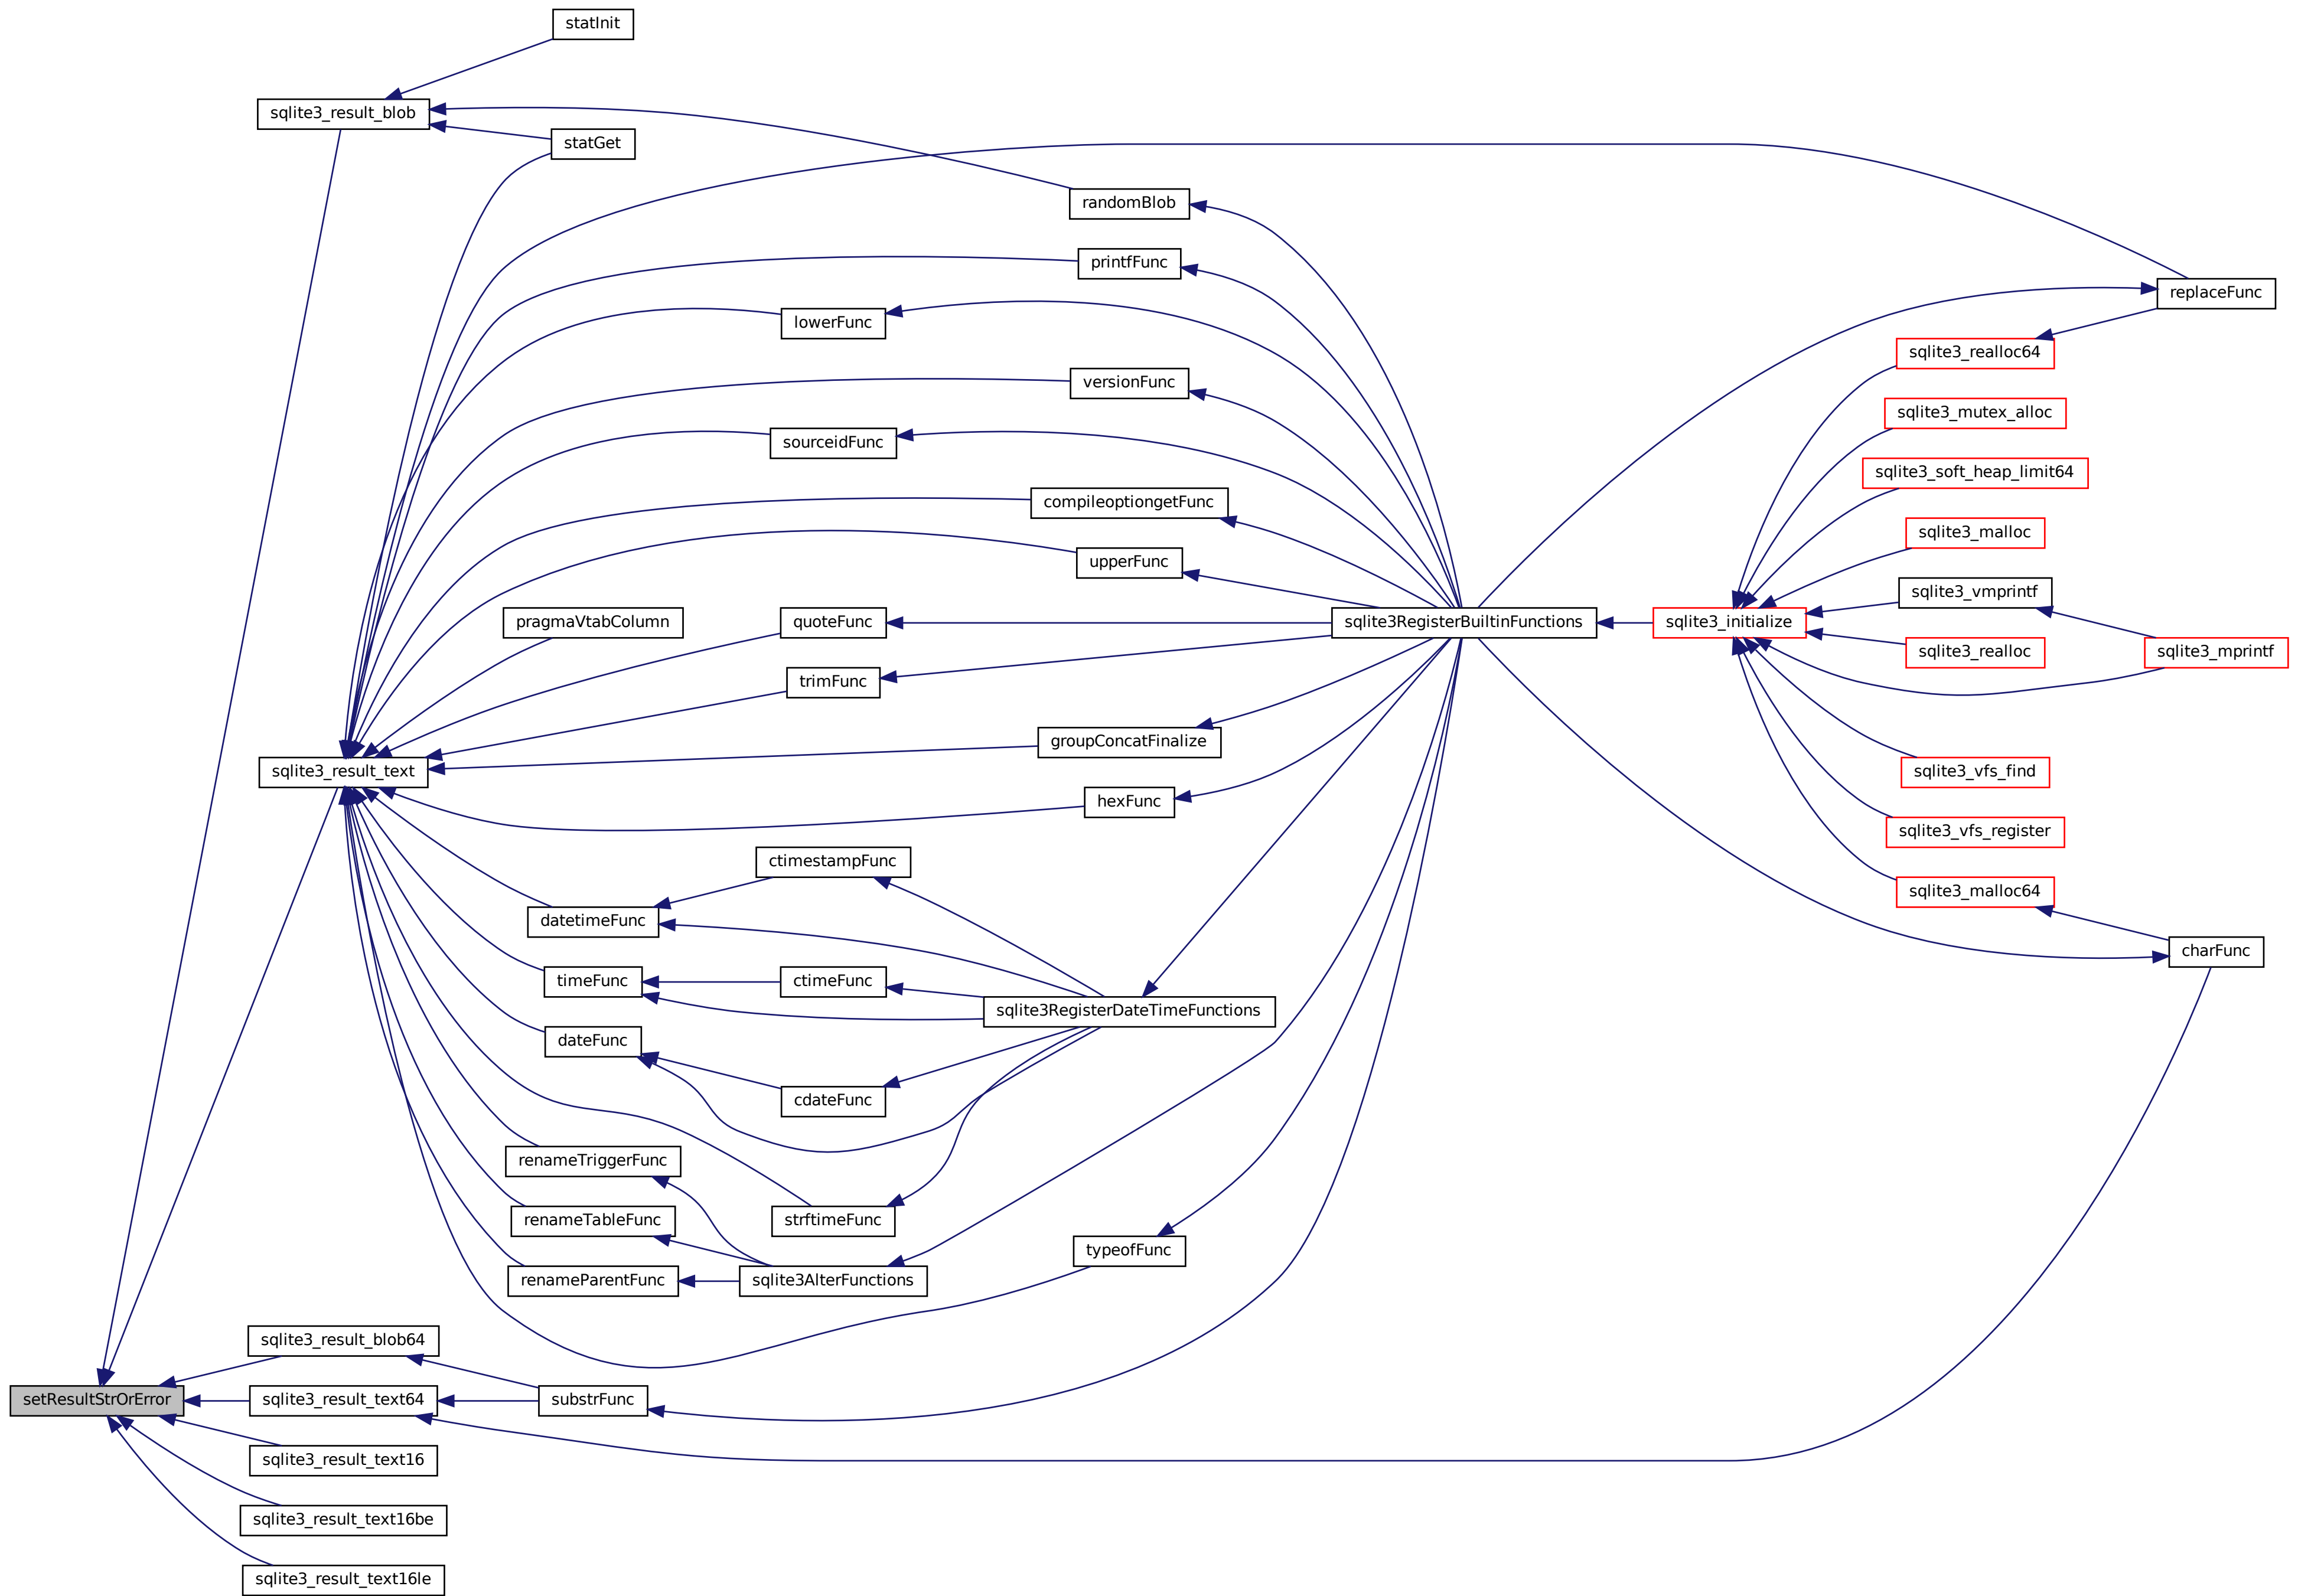 statInit
sqlite3_result_blob
statGet
randomBlob
printfFunc
replaceFunc
lowerFunc
sqlite3_realloc64
versionFunc
sqlite3_mutex_alloc
sourceidFunc
sqlite3_soft_heap_limit64
compileoptiongetFunc
sqlite3_malloc
upperFunc
sqlite3_vmprintf
pragmaVtabColumn
quoteFunc
sqlite3RegisterBuiltinFunctions
sqlite3_initialize
sqlite3_realloc
sqlite3_mprintf
trimFunc
groupConcatFinalize
sqlite3_result_text
sqlite3_vfs_find
hexFunc
sqlite3_vfs_register
ctimestampFunc
sqlite3_malloc64
datetimeFunc
charFunc
timeFunc
ctimeFunc
sqlite3RegisterDateTimeFunctions
dateFunc
cdateFunc
renameTriggerFunc
renameTableFunc
strftimeFunc
typeofFunc
renameParentFunc
sqlite3AlterFunctions
sqlite3_result_blob64
setResultStrOrError
sqlite3_result_text64
substrFunc
sqlite3_result_text16
sqlite3_result_text16be
sqlite3_result_text16le